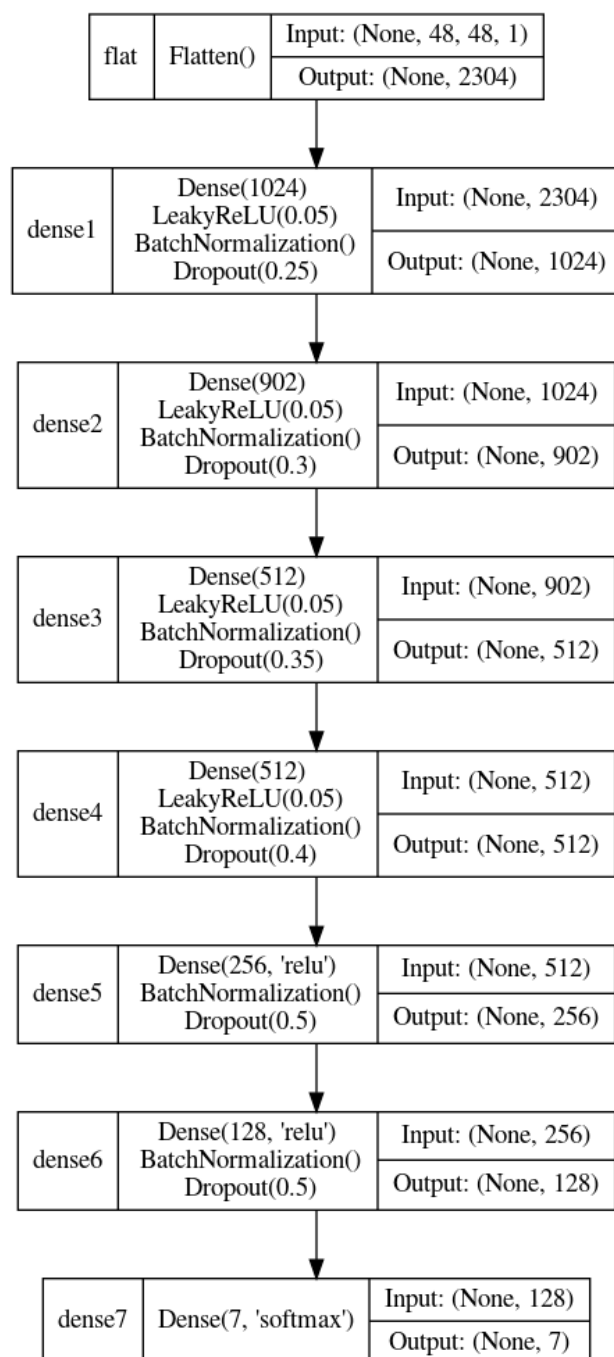 flat
Flatten()
Input: (None, 48, 48, 1)
Output: (None, 2304)
dense1
Dense(1024)
LeakyReLU(0.05)
BatchNormalization()
Dropout(0.25)
Input: (None, 2304)
Output: (None, 1024)
dense2
Dense(902)
LeakyReLU(0.05)
BatchNormalization()
Dropout(0.3)
Input: (None, 1024)
Output: (None, 902)
dense3
Dense(512)
LeakyReLU(0.05)
BatchNormalization()
Dropout(0.35)
Input: (None, 902)
Output: (None, 512)
dense4
Dense(512)
LeakyReLU(0.05)
BatchNormalization()
Dropout(0.4)
Input: (None, 512)
Output: (None, 512)
dense5
Dense(256, 'relu')
BatchNormalization()
Dropout(0.5)
Input: (None, 512)
Output: (None, 256)
dense6
Dense(128, 'relu')
BatchNormalization()
Dropout(0.5)
Input: (None, 256)
Output: (None, 128)
dense7
Dense(7, 'softmax')
Input: (None, 128)
Output: (None, 7)